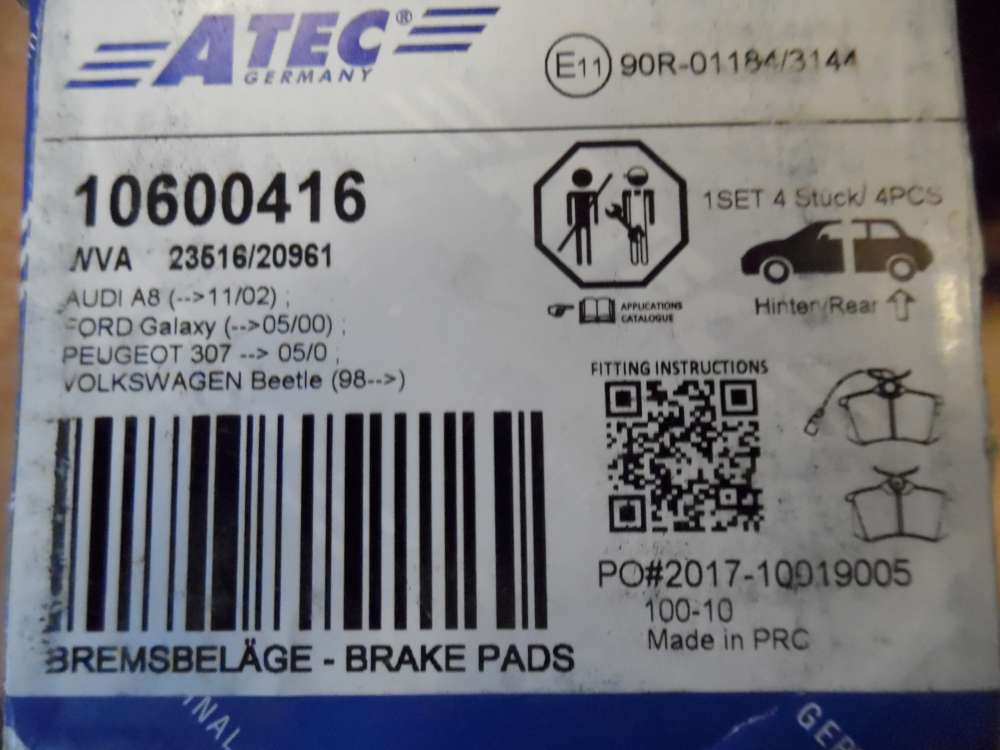 ATEC®
GERMANY
E11 90R-01184/3144
10600416
WVA 23516/20961
AUDI A8 (-->11/02) ;
FORD Galaxy (-->05/00) ;
PEUGEOT 307 --> 05/0 ;
VOLKSWAGEN Beetle (98-->)
1SET 4 Stück/ 4PCS
Hinten/Rear
APPLICATIONS
CATALOGUE
FITTING INSTRUCTIONS
PO#2017-10019005
100-10
Made in PRC
BREMSBELÄGE - BRAKE PADS
INAL
GER